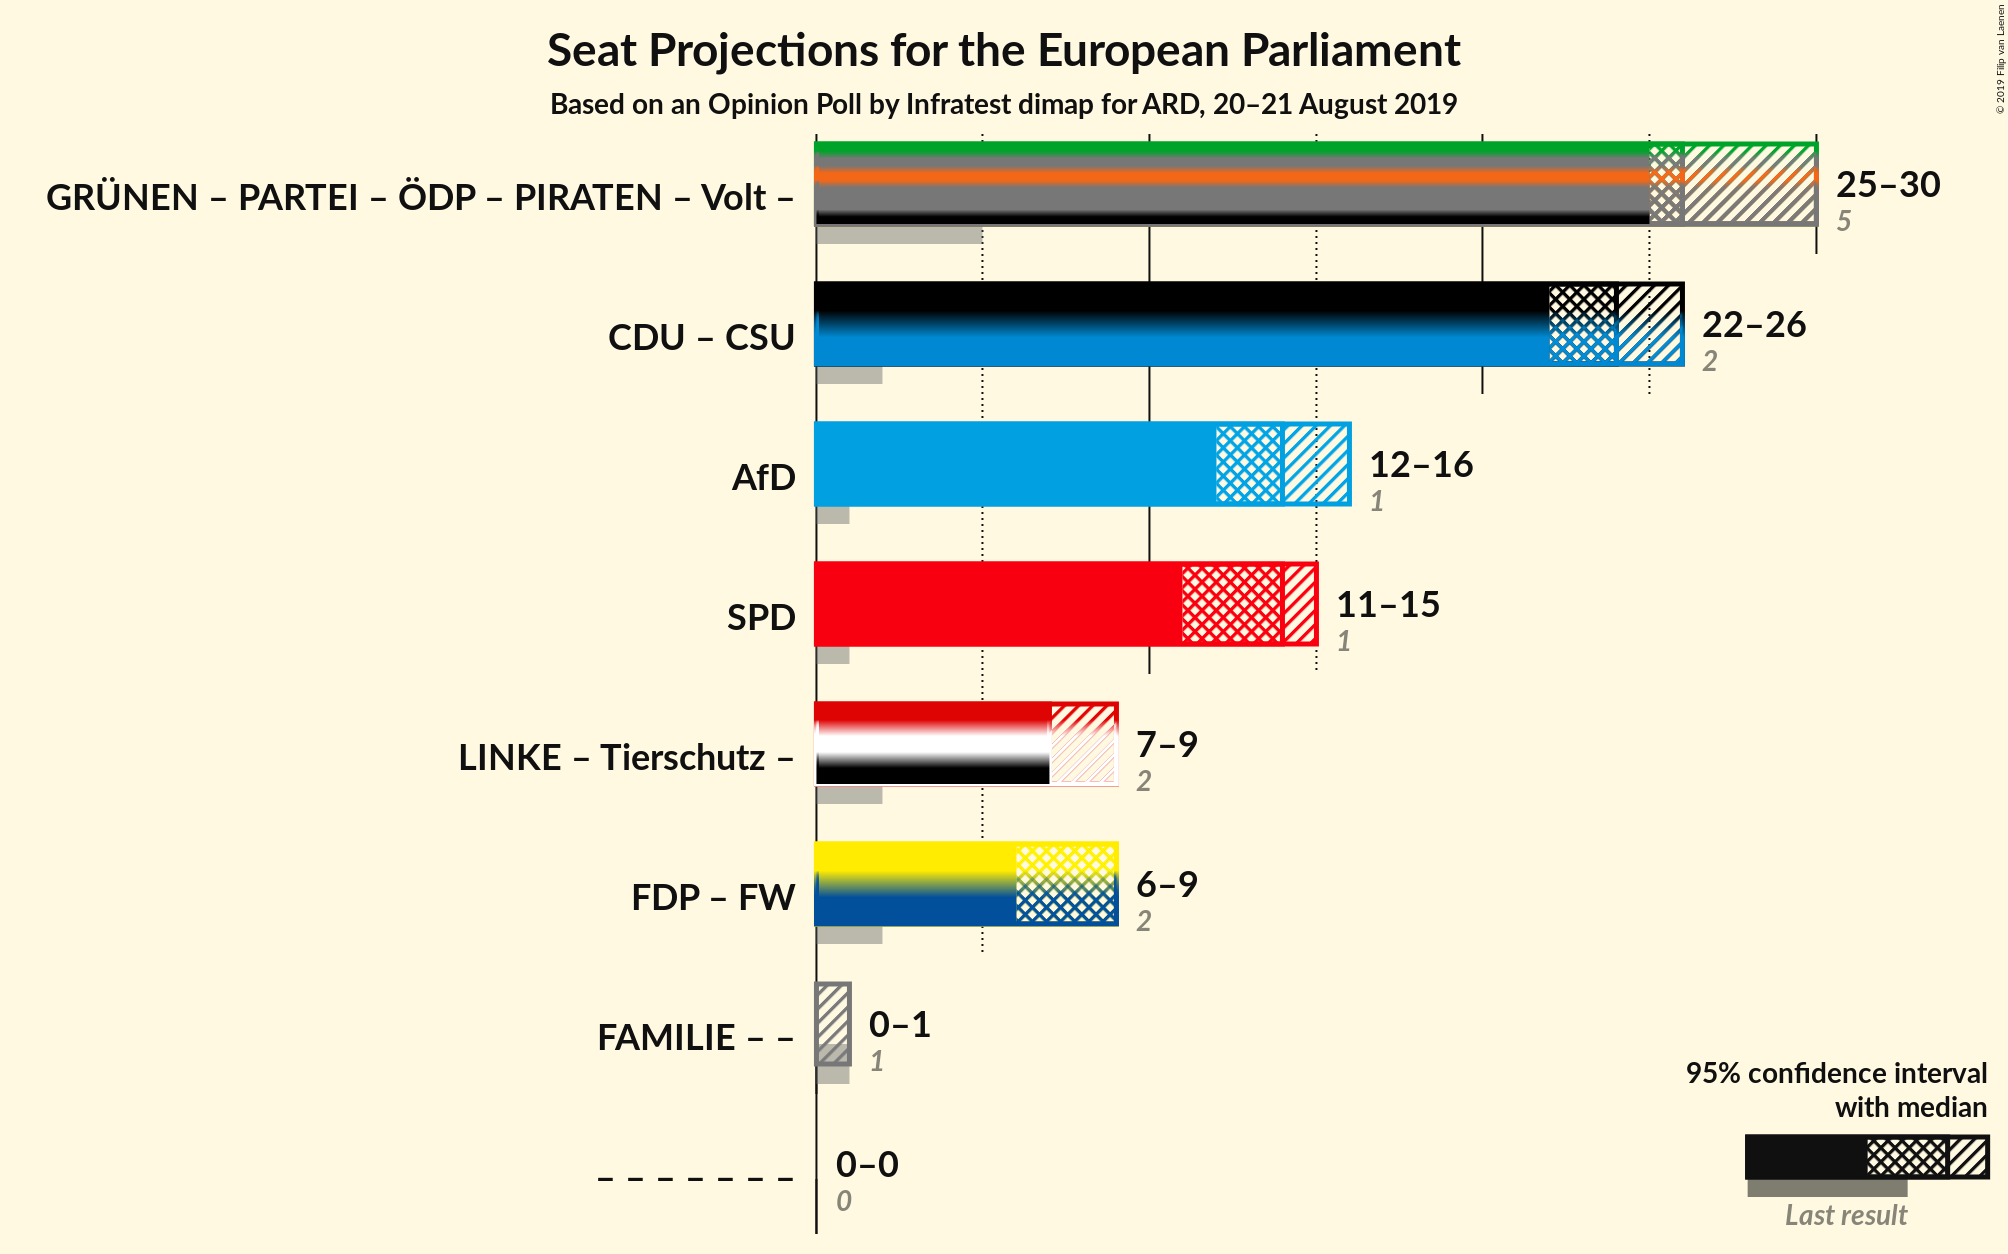 Seat Projections for the European Parliament
Based on an Opinion Poll by Infratest dimap for ARD, 20–21 August 2019
© 2019 Filip van Laenen
GRÜNEN – PARTEI – ÖDP – PIRATEN – Volt –
25–30
5
CDU – CSU
22–26
2
AfD
12–16
1
SPD
11–15
1
LINKE – Tierschutz –
7–9
2
FDP – FW
6–9
2
FAMILIE – –
0–1
1
– – – – – – –
0–0
0
95% confidence interval
with median
Last result